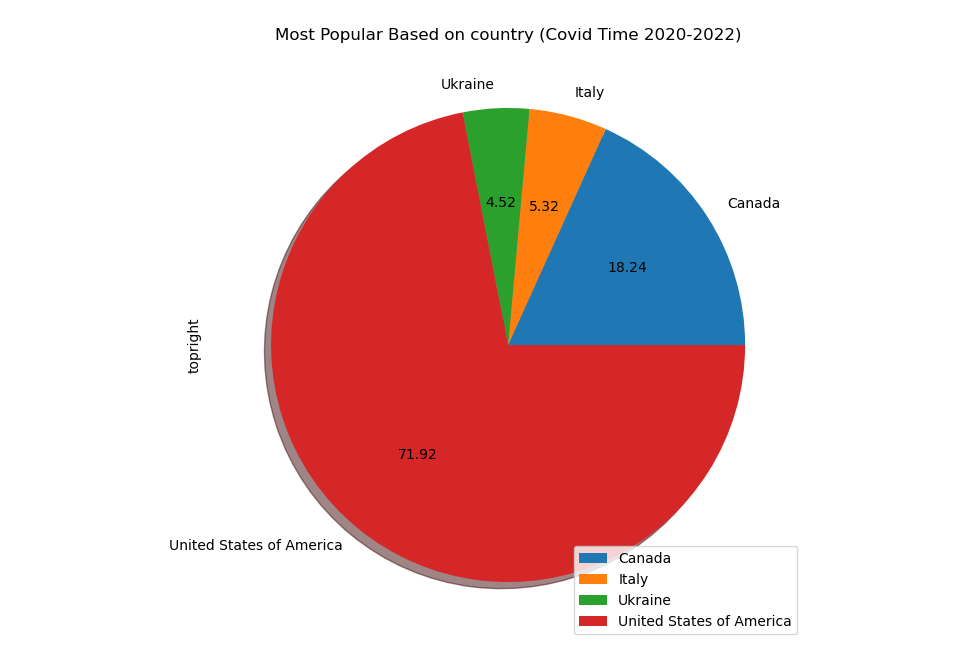 Most Popular Based on country (Covid Time 2020-2022)
Ukraine
Italy
Canada
4.52
5.32
18.24
topright
71.92
United States of America
Canada
Italy
Ukraine
United States of America